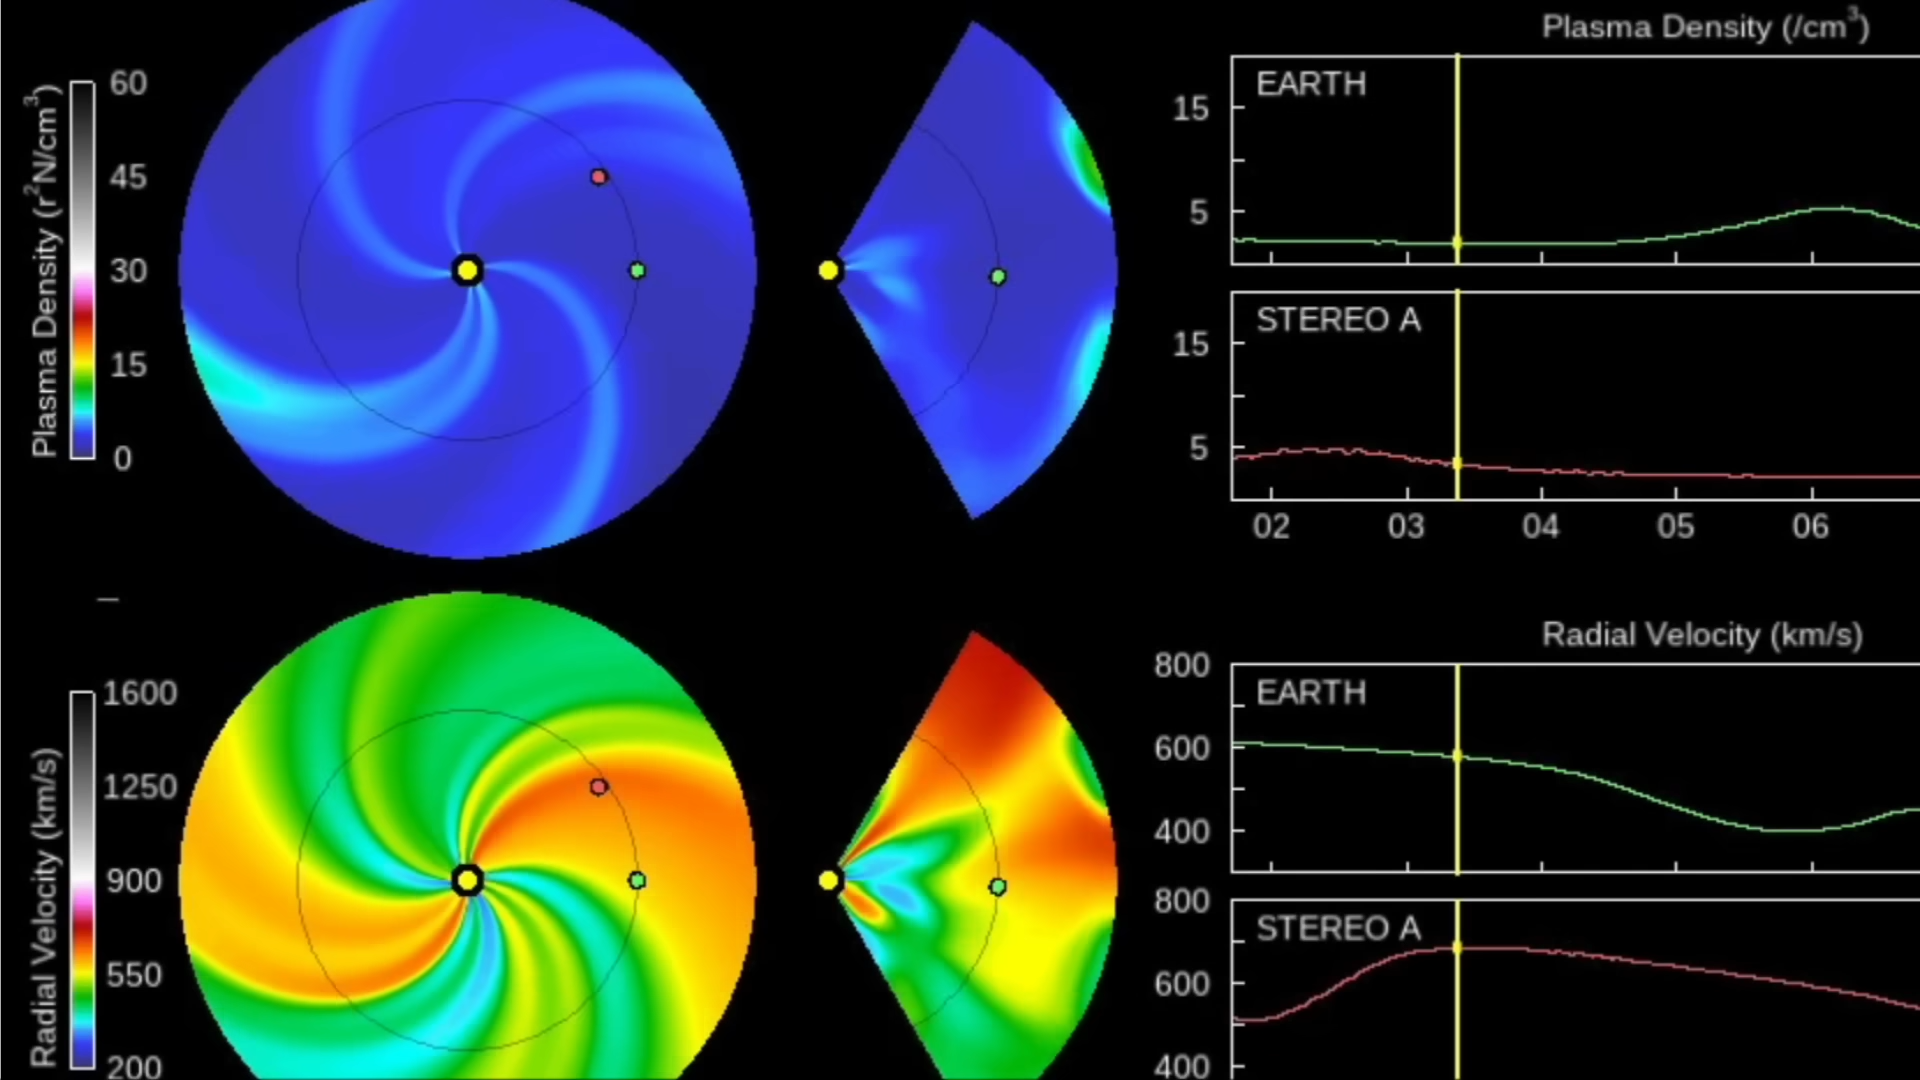 Plasma Density (r²N/cm³)
60
45
30
15
0
Plasma Density (/cm³)
EARTH
15
5
STEREO A
15
5
02 03 04 05 06
Radial Velocity (km/s)
1600
1250
900
550
200
Radial Velocity (km/s)
EARTH
800
600
400
STEREO A
800
600
400